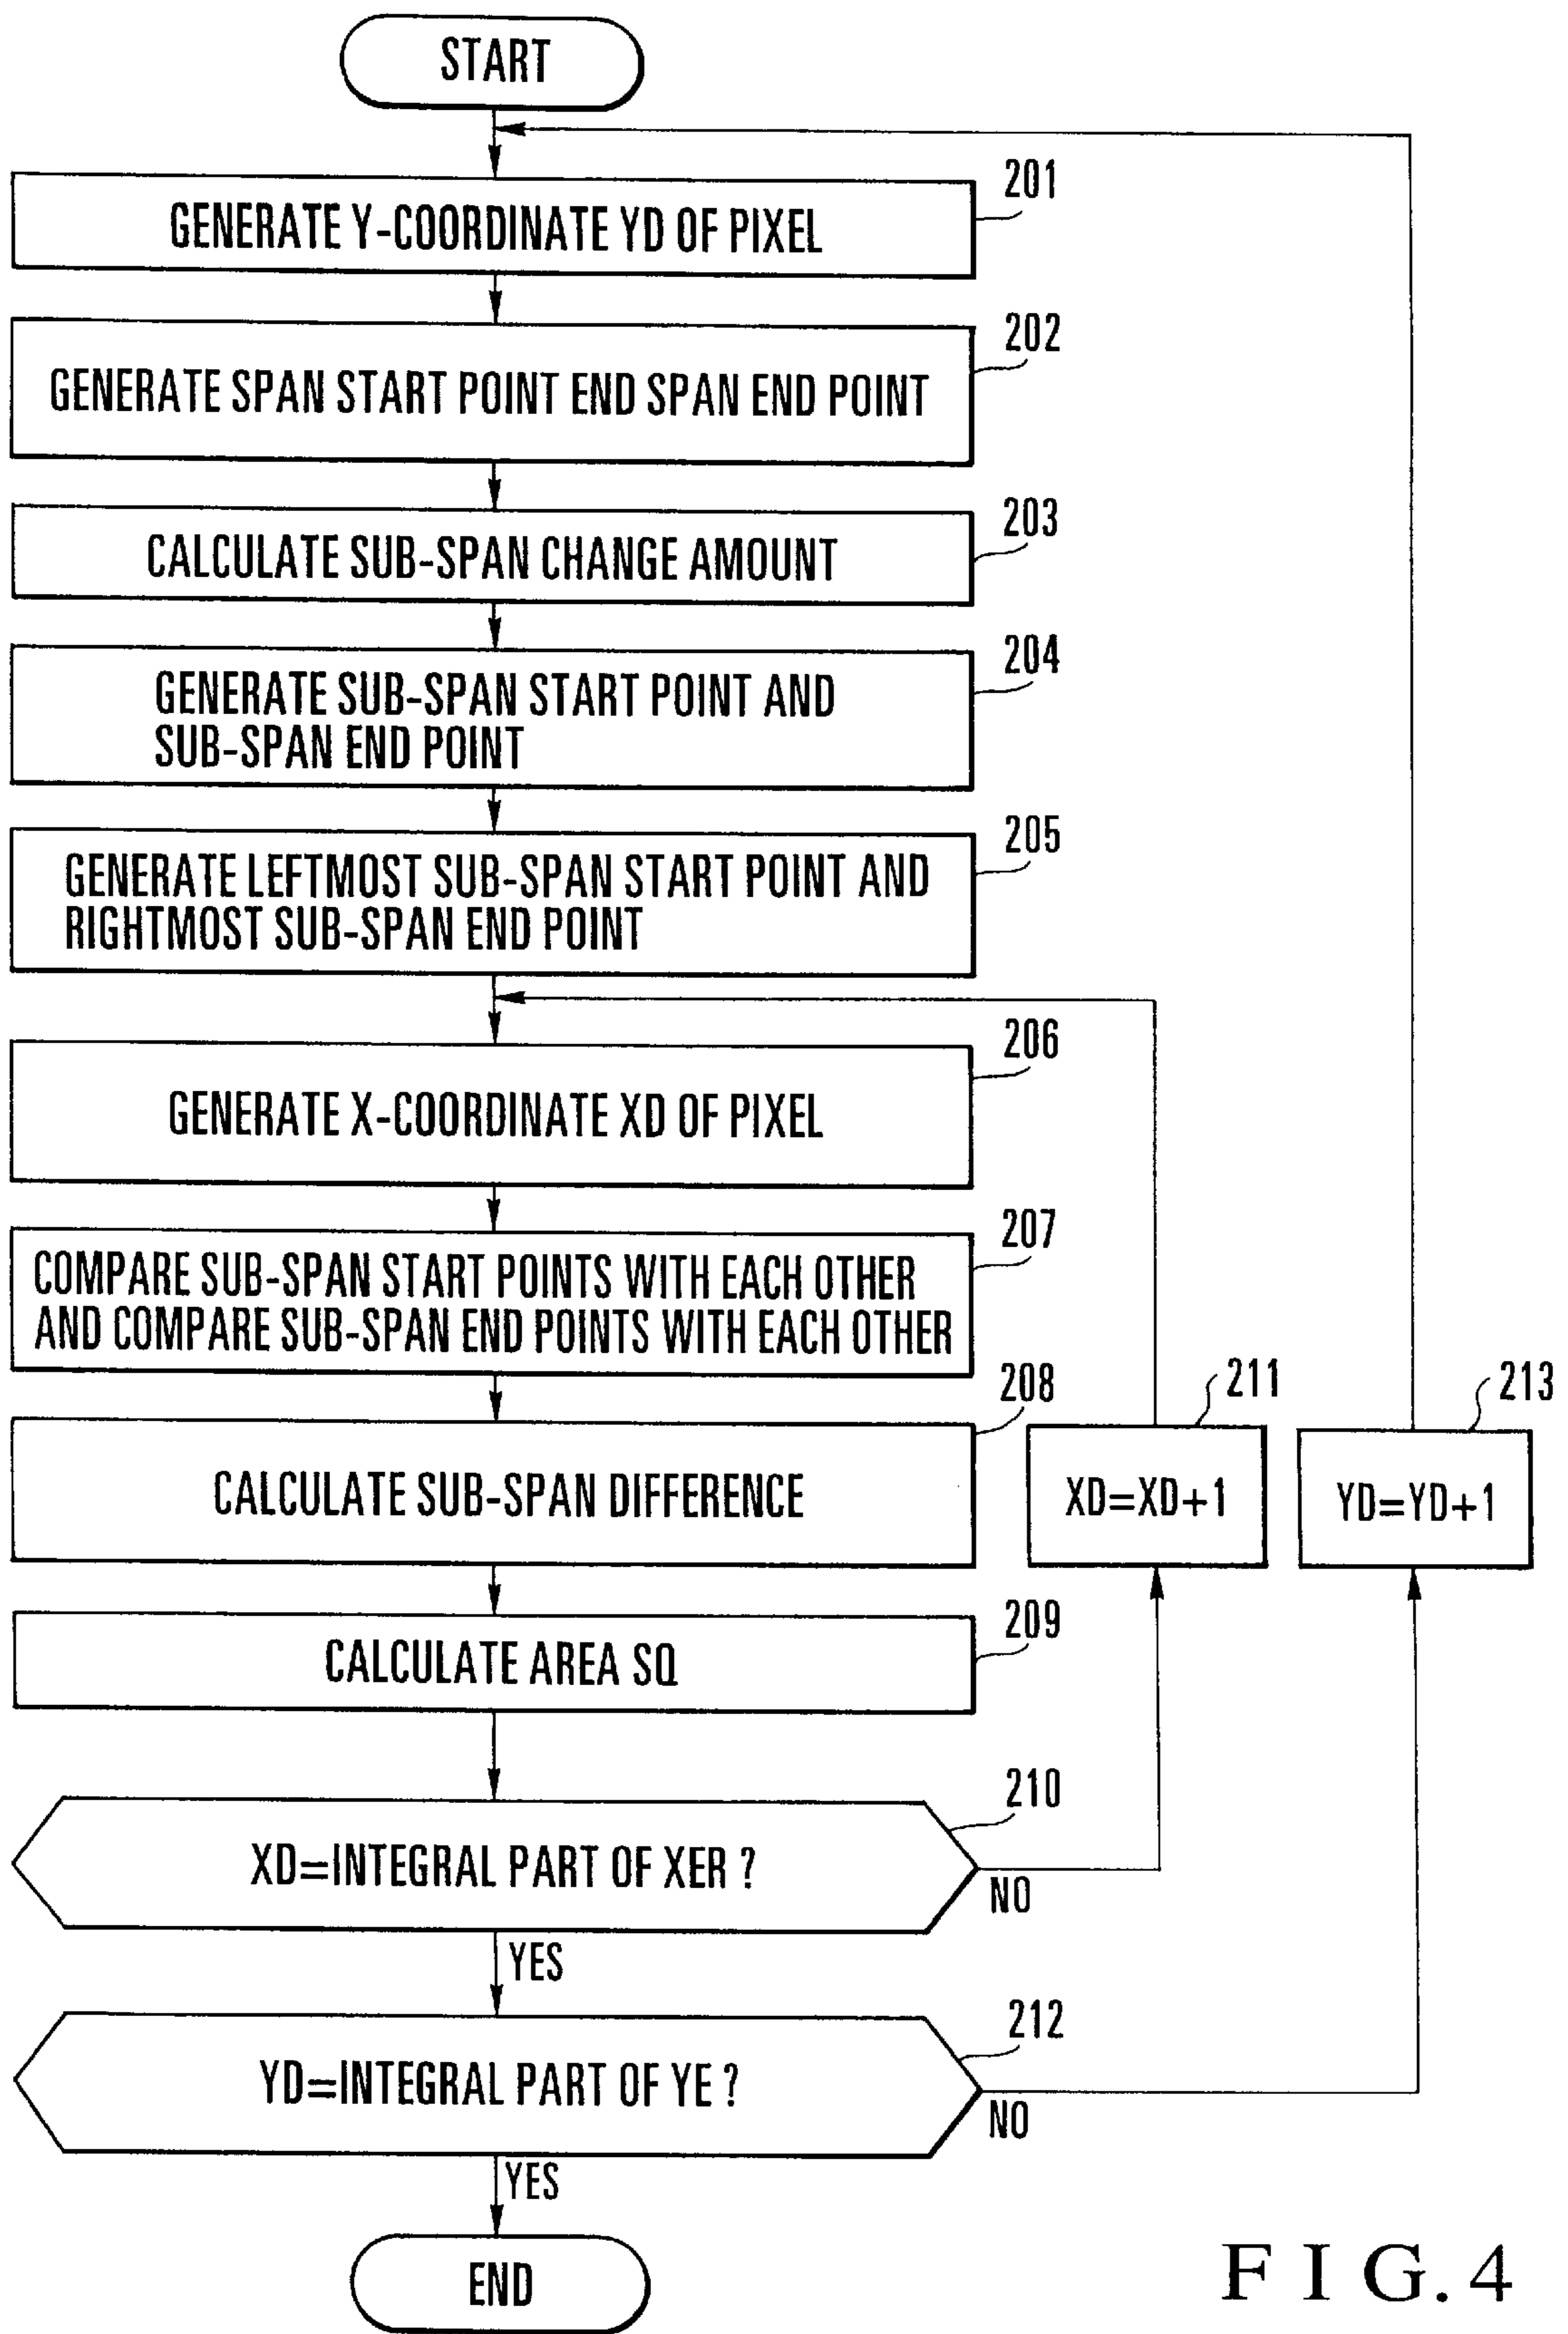 START
201
GENERATE Y-COORDINATE YD OF PIXEL
202
GENERATE SPAN START POINT END SPAN END POINT
203
CALCULATE SUB-SPAN CHANGE AMOUNT
204
GENERATE SUB-SPAN START POINT AND
SUB-SPAN END POINT
205
GENERATE LEFTMOST SUB-SPAN START POINT AND
RIGHTMOST SUB-SPAN END POINT
206
GENERATE X-COORDINATE XD OF PIXEL
207
COMPARE SUB-SPAN START POINTS WITH EACH OTHER
AND COMPARE SUB-SPAN END POINTS WITH EACH OTHER
208
CALCULATE SUB-SPAN DIFFERENCE
211
XD=XD+1
213
YD=YD+1
209
CALCULATE AREA SQ
210
XD=INTEGRAL PART OF XER ?
NO
YES
212
YD=INTEGRAL PART OF YE ?
NO
YES
END
FIG. 4